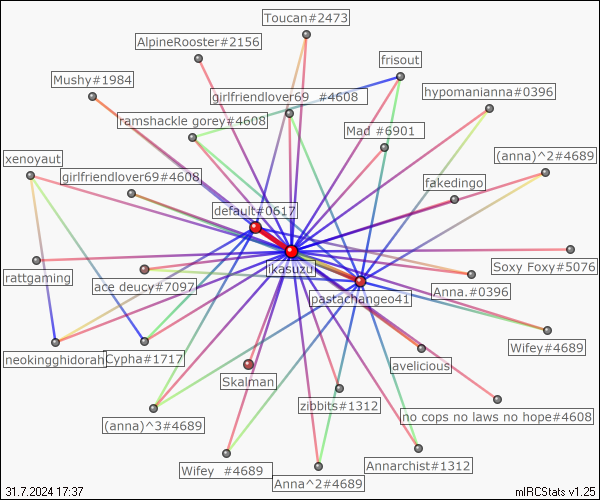 Toucan#2473
AlpineRooster#2156
frisout
Mushy#1984
girlfriendlover69 #4608
hypomanianna#0396
ramshackle gorey#4608
Mad #6901
xenoyaut
(anna)^2#4689
girlfriendlover69#4608
fakedingo
default#0617
ikasuzu
Soxy Foxy#5076
rattgaming
ace deucy#7097
Anna.#0396
pastachangeo41
Wifey#4689
neokingghidorah
Cypha#1717
avelicious
Skalman
zibbits#1312
no cops no laws no hope#4608
(anna)^3#4689
Wifey #4689
Annarchist#1312
Anna^2#4689
31.7.2024 17:37
mIRCStats v1.25